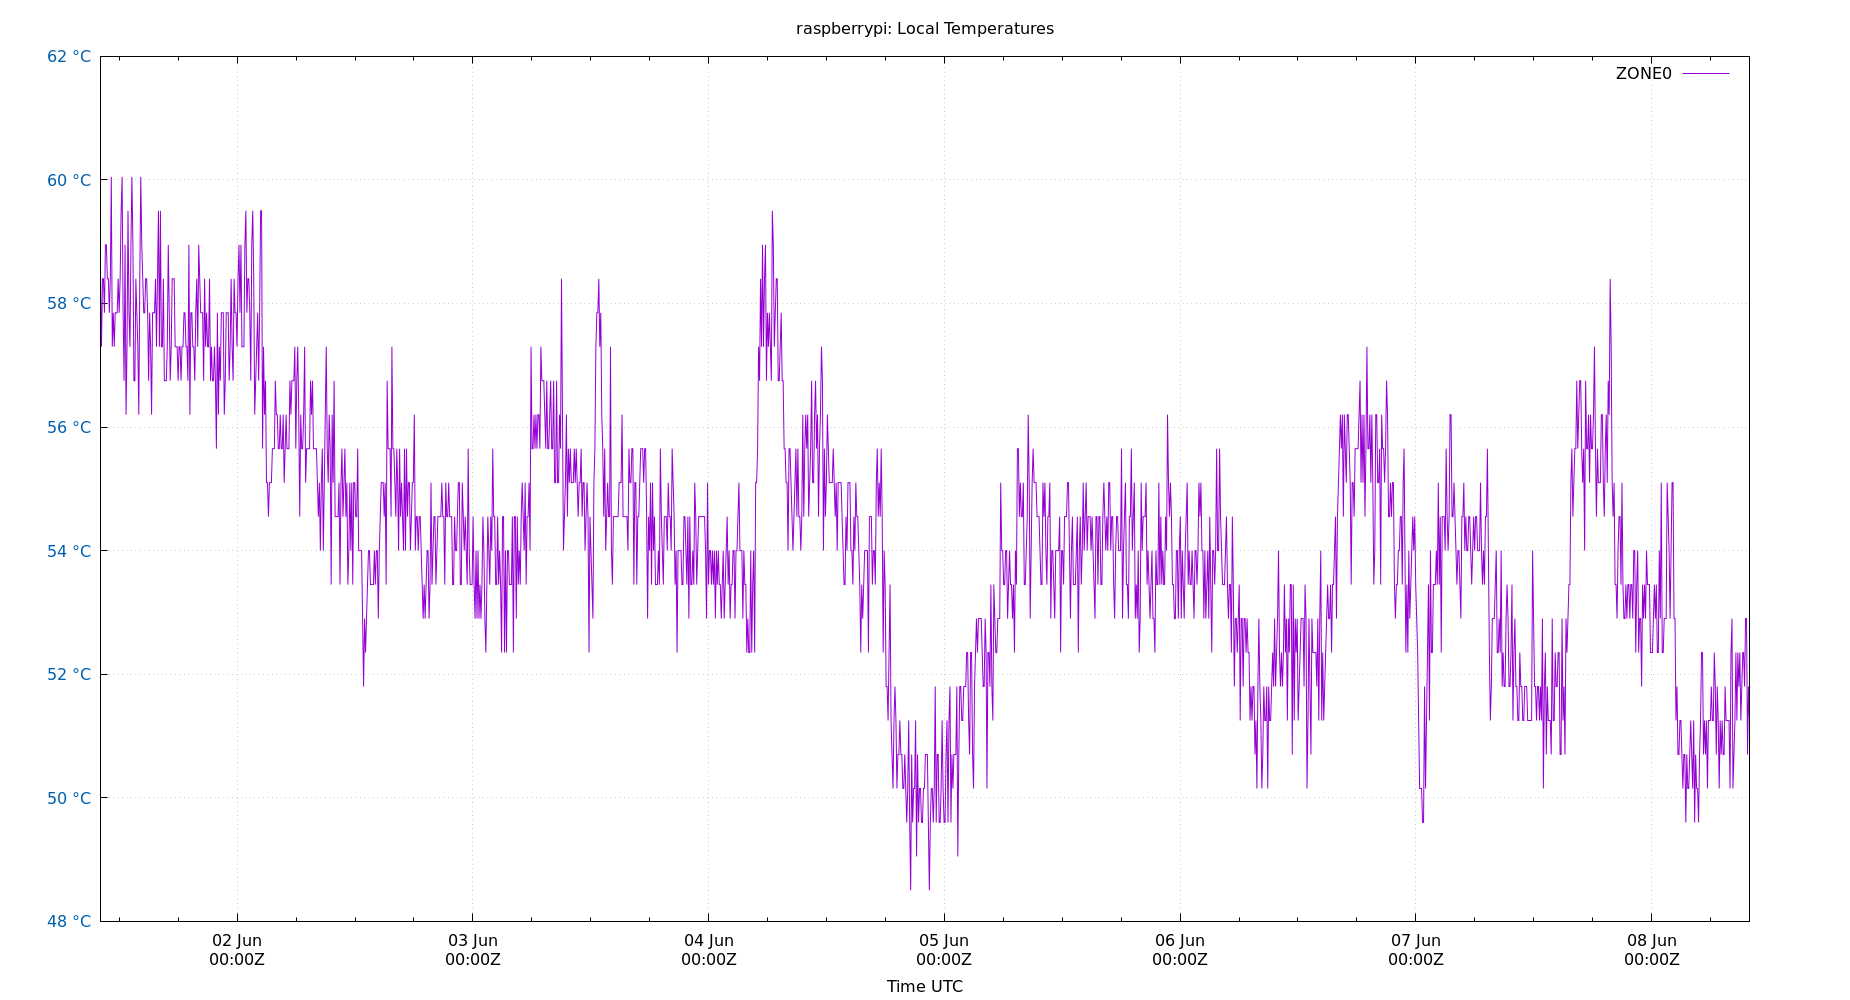 raspberrypi: Local Temperatures
62 °C
ZONE0
60 °C
58 °C
56 °C
54 °C
52 °C
50 °C
48 °C
02 Jun 03 Jun 04 Jun 05 Jun 06 Jun 07 Jun 08 Jun
00:00Z 00:00Z 00:00Z 00:00Z 00:00Z 00:00Z 00:00Z
Time UTC